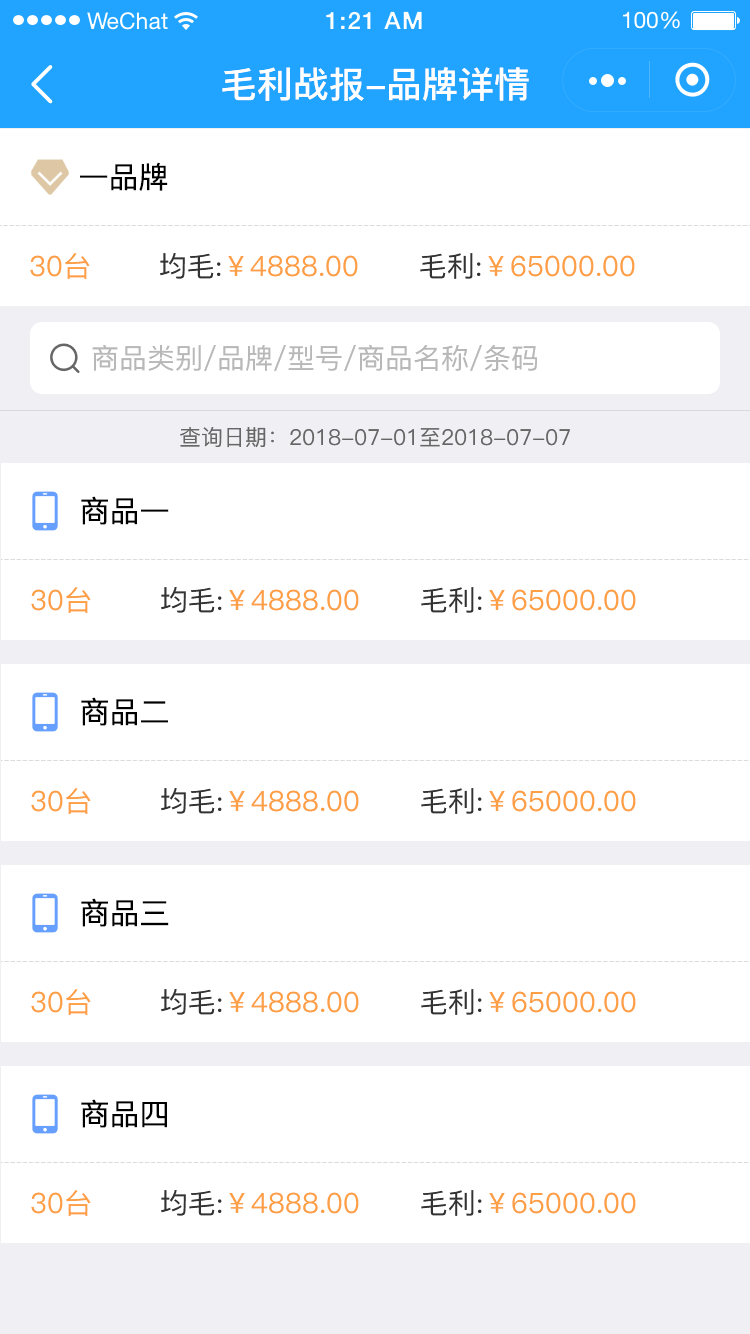 WeChat 1:21 AM 100%
毛利战报–品牌详情
一品牌
30台 均毛:￥4888.00 毛利:￥65000.00
商品类别/品牌/型号/商品名称/条码
查询日期：2018–07–01至2018–07–07
商品一
30台 均毛:￥4888.00 毛利:￥65000.00
商品二
30台 均毛:￥4888.00 毛利:￥65000.00
商品三
30台 均毛:￥4888.00 毛利:￥65000.00
商品四
30台 均毛:￥4888.00 毛利:￥65000.00